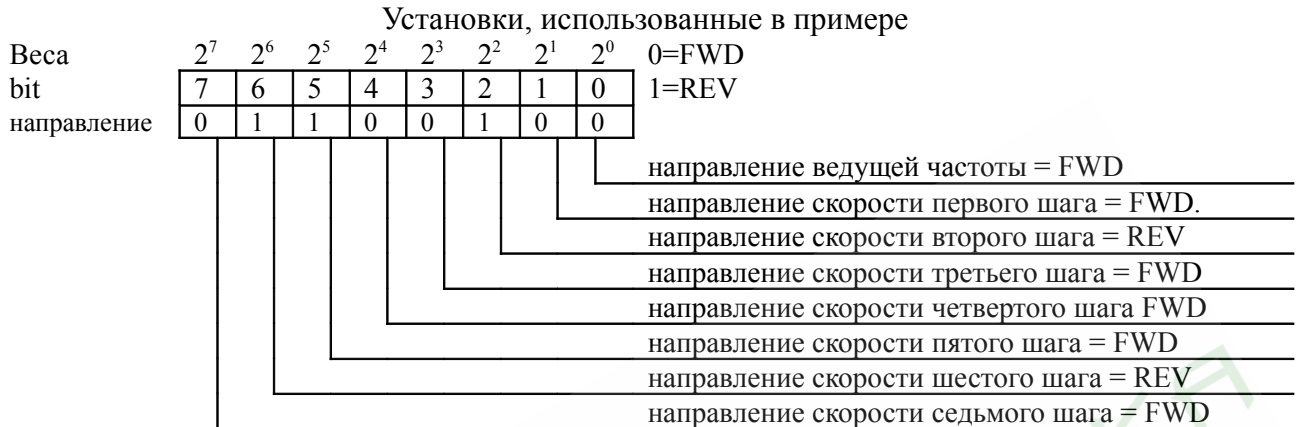 Установки, использованные в примере
Веса 2⁷ 2⁶ 2⁵ 2⁴ 2³ 2² 2¹ 2⁰ 0=FWD
bit 7 6 5 4 3 2 1 0 1=REV
направление 0 1 1 0 0 1 0 0
направление ведущей частоты = FWD
направление скорости первого шага = FWD.
направление скорости второго шага = REV
направление скорости третьего шага = FWD
направление скорости четвертого шага FWD
направление скорости пятого шага = FWD
направление скорости шестого шага = REV
направление скорости седьмого шага = FWD